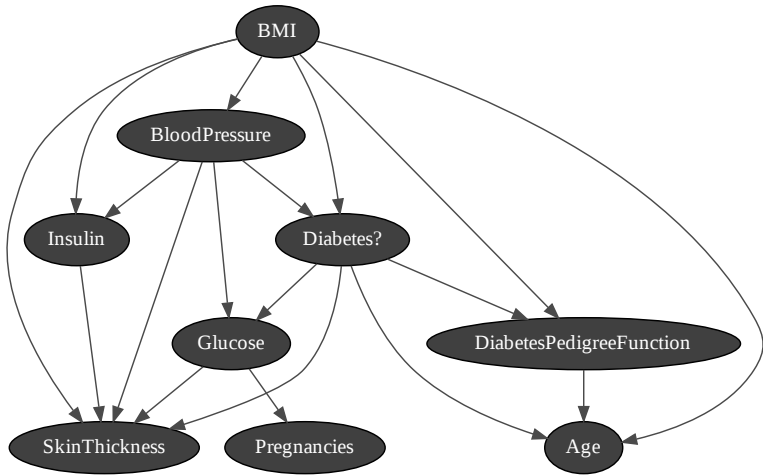 BMI
BloodPressure
Insulin
Diabetes?
Glucose
DiabetesPedigreeFunction
SkinThickness
Pregnancies
Age